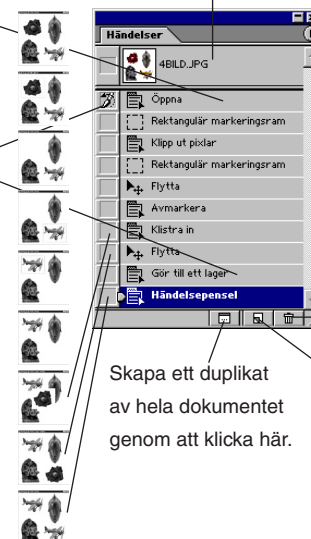 Händelser
4BILD.JPG
Öppna
Rektangulär markeringsram
Klipp ut pixlar
Rektangulär markeringsram
Flytta
Avmarkera
Klistra in
Flytta
Gör till ett lager
Händelsepensel
Skapa ett duplikat
av hela dokumentet
genom att klicka här.